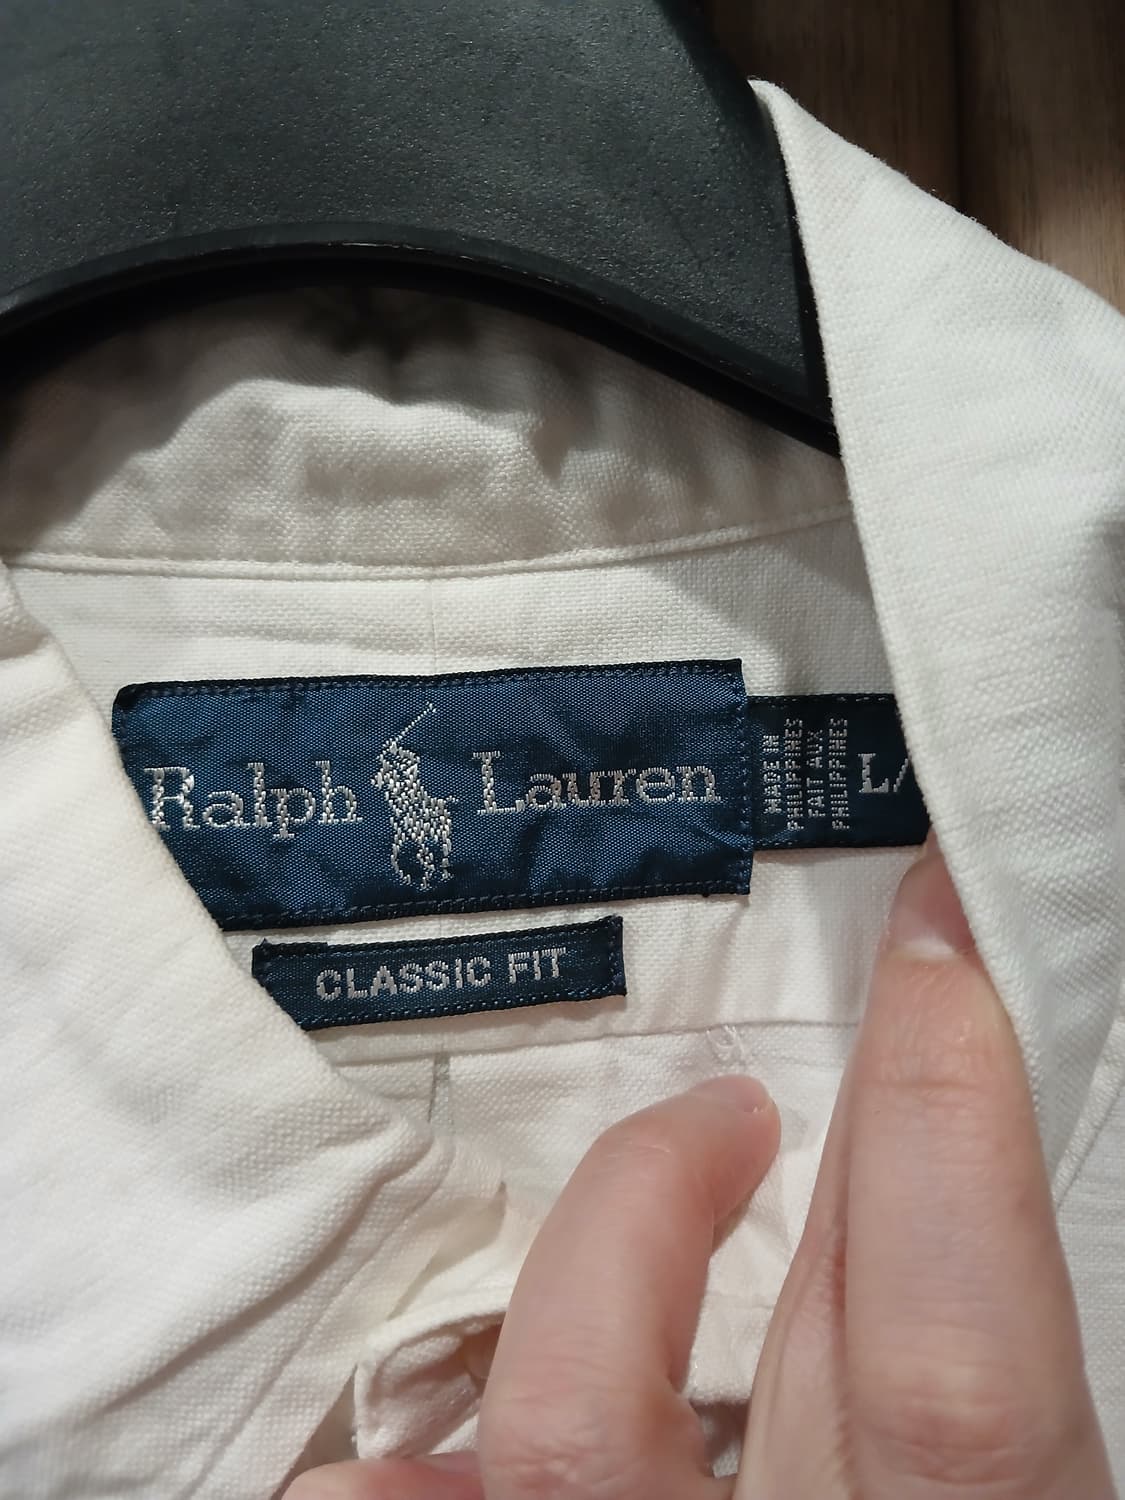 Ralph Lauren
MADE IN
PHILIPPINES
FAIT AUX
PHILIPPINES
L/
CLASSIC FIT